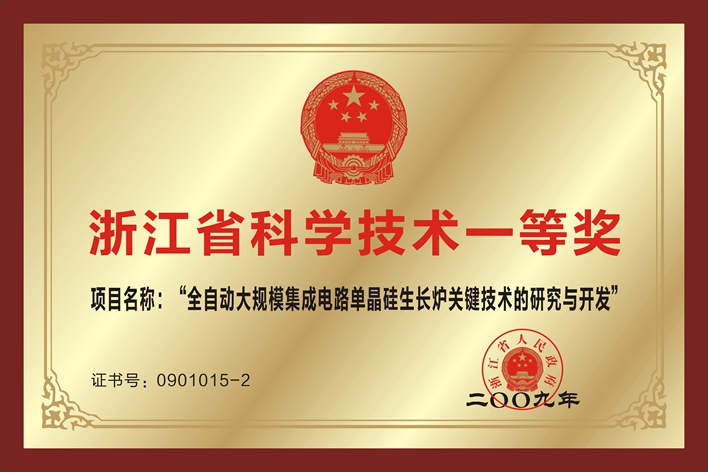 浙江省科学技术一等奖
项目名称：“全自动大规模集成电路单晶硅生长炉关键技术的研究与开发”
证书号：0901015-2
浙江省人民政府
二〇〇九年